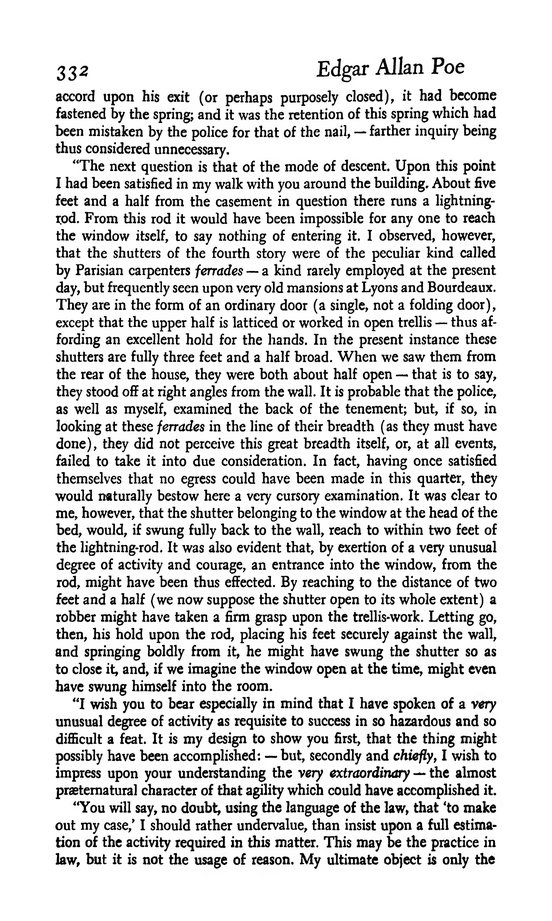 332
Edgar Allan Poe
accord upon his exit (or perhaps purposely closed), it had become
fastened by the spring; and it was the retention of this spring which had
been mistaken by the police for that of the nail, — farther inquiry being
thus considered unnecessary.
"The next question is that of the mode of descent. Upon this point
I had been satisfied in my walk with you around the building. About five
feet and a half from the casement in question there runs a lightning-
rod. From this rod it would have been impossible for any one to reach
the window itself, to say nothing of entering it. I observed, however,
that the shutters of the fourth story were of the peculiar kind called
by Parisian carpenters ferrades — a kind rarely employed at the present
day, but frequently seen upon very old mansions at Lyons and Bourdeaux.
They are in the form of an ordinary door (a single, not a folding door),
except that the upper half is latticed or worked in open trellis — thus af-
fording an excellent hold for the hands. In the present instance these
shutters are fully three feet and a half broad. When we saw them from
the rear of the house, they were both about half open — that is to say,
they stood off at right angles from the wall. It is probable that the police,
as well as myself, examined the back of the tenement; but, if so, in
looking at these ferrades in the line of their breadth (as they must have
done), they did not perceive this great breadth itself, or, at all events,
failed to take it into due consideration. In fact, having once satisfied
themselves that no egress could have been made in this quarter, they
would naturally bestow here a very cursory examination. It was clear to
me, however, that the shutter belonging to the window at the head of the
bed, would, if swung fully back to the wall, reach to within two feet of
the lightning-rod. It was also evident that, by exertion of a very unusual
degree of activity and courage, an entrance into the window, from the
rod, might have been thus effected. By reaching to the distance of two
feet and a half (we now suppose the shutter open to its whole extent) a
robber might have taken a firm grasp upon the trellis-work. Letting go,
then, his hold upon the rod, placing his feet securely against the wall,
and springing boldly from it, he might have swung the shutter so as
to close it, and, if we imagine the window open at the time, might even
have swung himself into the room.
"I wish you to bear especially in mind that I have spoken of a very
unusual degree of activity as requisite to success in so hazardous and so
difficult a feat. It is my design to show you first, that the thing might
possibly have been accomplished: — but, secondly and chiefly, I wish to
impress upon your understanding the very extraordinary — the almost
præternatural character of that agility which could have accomplished it.
"You will say, no doubt, using the language of the law, that 'to make
out my case,' I should rather undervalue, than insist upon a full estima-
tion of the activity required in this matter. This may be the practice in
law, but it is not the usage of reason. My ultimate object is only the